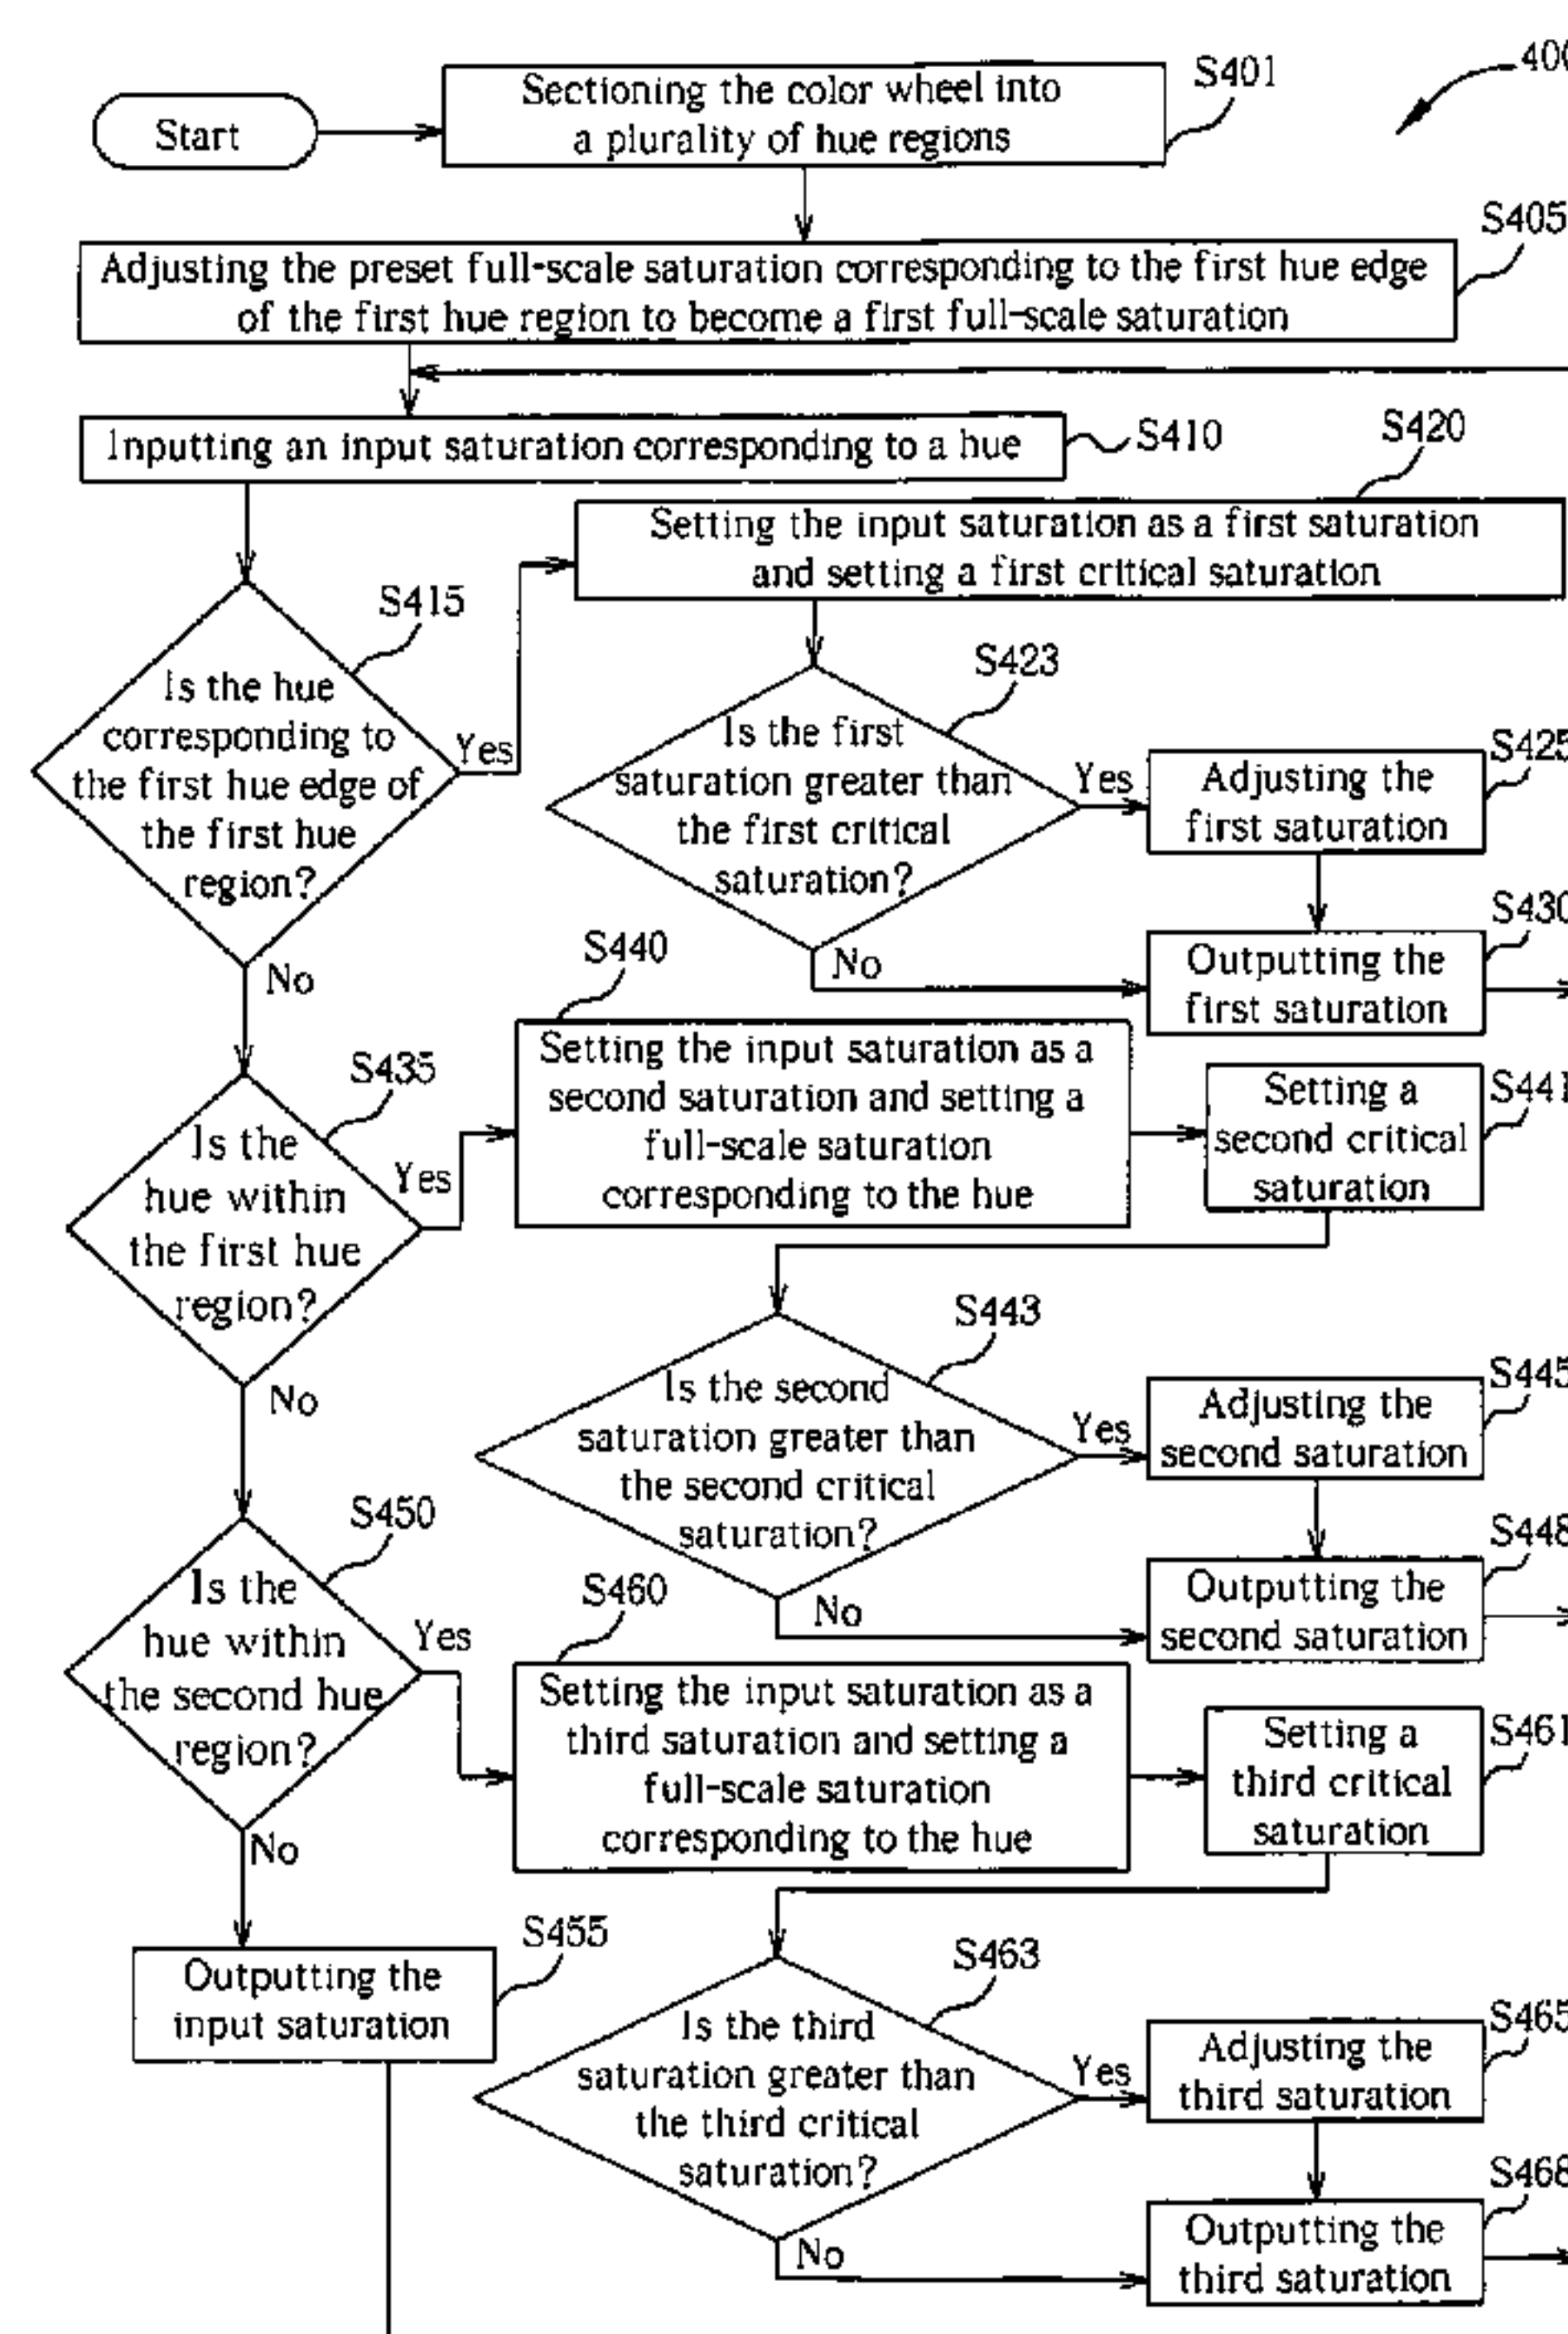 400
Start
Sectioning the color wheel into
a plurality of hue regions
S401
S405
Adjusting the preset full-scale saturation corresponding to the first hue edge
of the first hue region to become a first full-scale saturation
Inputting an input saturation corresponding to a hue
S410
S420
Setting the input saturation as a first saturation
and setting a first critical saturation
S415
Is the hue
corresponding to
the first hue edge of
the first hue
region?
Yes
No
S423
Is the first
saturation greater than
the first critical
saturation?
Yes
No
S425
Adjusting the
first saturation
S430
Outputting the
first saturation
S435
Is the
hue within
the first hue
region?
Yes
No
S440
Setting the input saturation as a
second saturation and setting a
full-scale saturation
corresponding to the hue
S441
Setting a
second critical
saturation
S443
Is the second
saturation greater than
the second critical
saturation?
Yes
No
S445
Adjusting the
second saturation
S448
Outputting the
second saturation
S450
Is the
hue within
the second hue
region?
Yes
No
S460
Setting the input saturation as a
third saturation and setting a
full-scale saturation
corresponding to the hue
S461
Setting a
third critical
saturation
S455
Outputting the
input saturation
S463
Is the third
saturation greater than
the third critical
saturation?
Yes
No
S465
Adjusting the
third saturation
S468
Outputting the
third saturation